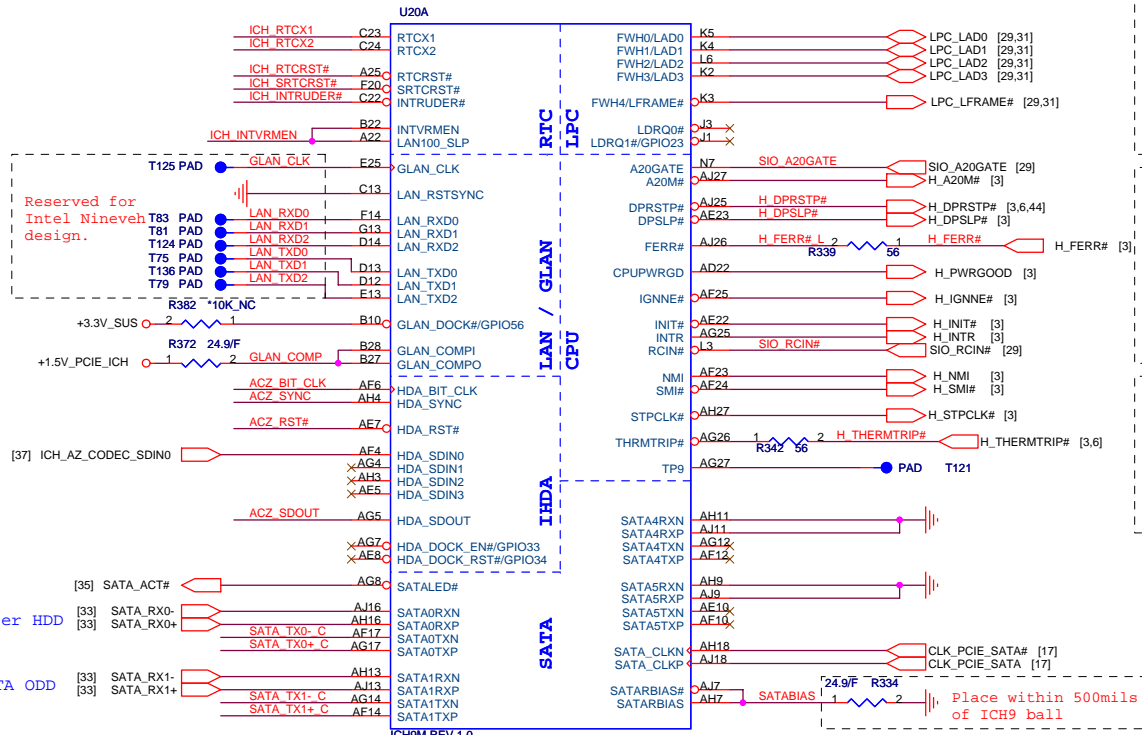 U20A
ICH_RTCX1 C23 RTCX1 FWH0/LAD0 K5 LPC_LAD0 [29,31]
ICH_RTCX2 C24 RTCX2 FWH1/LAD1 K4 LPC_LAD1 [29,31]
FWH2/LAD2 L6 LPC_LAD2 [29,31]
ICH_RTCRST# A25 RTCRST# FWH3/LAD3 K2 LPC_LAD3 [29,31]
ICH_SRTCRST# F20 SRTCRST#
ICH_INTRUDER# C22 INTRUDER# FWH4/LFRAME# K3 LPC_LFRAME# [29,31]
RTC LPC
B22 INTVRMEN LDRQ0# J3
ICH_INTVRMEN A22 LAN100_SLP LDRQ1#/GPIO23 J1
T125 PAD GLAN_CLK E25 GLAN_CLK A20GATE N7 SIO_A20GATE SIO_A20GATE [29]
A20M# AJ27 H_A20M# [3]
C13 LAN_RSTSYNC
Reserved for
Intel Nineveh
design.
DPRSTP# AJ25 H_DPRSTP# H_DPRSTP# [3,6,44]
T83 PAD LAN_RXD0 F14 LAN_RXD0 DPSLP# AE23 H_DPSLP# H_DPSLP# [3]
T81 PAD LAN_RXD1 G13 LAN_RXD1
T124 PAD LAN_RXD2 D14 LAN_RXD2 FERR# AJ26 H_FERR#_L 2 1 H_FERR# H_FERR# [3]
R339 56
T75 PAD LAN_TXD0 D13 LAN_TXD0 CPUPWRGD AD22 H_PWRGOOD [3]
T136 PAD LAN_TXD1 D12 LAN_TXD1
T79 PAD LAN_TXD2 E13 LAN_TXD2 IGNNE# AF25 H_IGNNE# [3]
LAN / GLAN CPU
R382 *10K_NC
+3.3V_SUS 2 1 B10 GLAN_DOCK#/GPIO56 INIT# AE22 H_INIT# [3]
INTR AG25 H_INTR [3]
R372 24.9/F
B28 GLAN_COMPI RCIN# L3 SIO_RCIN# SIO_RCIN# [29]
+1.5V_PCIE_ICH 1 2 GLAN_COMP B27 GLAN_COMPO
NMI AF23 H_NMI [3]
ACZ_BIT_CLK AF6 HDA_BIT_CLK SMI# AF24 H_SMI# [3]
ACZ_SYNC AH4 HDA_SYNC
STPCLK# AH27 H_STPCLK# [3]
ACZ_RST# AE7 HDA_RST#
THRMTRIP# AG26 1 2 H_THERMTRIP# H_THERMTRIP# [3,6]
R342 56
[37] ICH_AZ_CODEC_SDIN0 AF4 HDA_SDIN0
AG4 HDA_SDIN1 TP9 AG27 PAD T121
AH3 HDA_SDIN2
AE5 HDA_SDIN3
IHDA
ACZ_SDOUT AG5 HDA_SDOUT SATA4RXN AH11
SATA4RXP AJ11
AG7 HDA_DOCK_EN#/GPIO33 SATA4TXN AG12
AE8 HDA_DOCK_RST#/GPIO34 SATA4TXP AF12
[35] SATA_ACT# AG8 SATALED# SATA5RXN AH9
SATA5RXP AJ9
er HDD [33] SATA_RX0- AJ16 SATA0RXN SATA5TXN AE10
[33] SATA_RX0+ AH16 SATA0RXP SATA5TXP AF10
SATA_TX0-_C AF17 SATA0TXN
SATA_TX0+_C AG17 SATA0TXP SATA_CLKN AH18 CLK_PCIE_SATA# [17]
SATA_CLKP AJ18 CLK_PCIE_SATA [17]
SATA
TA ODD [33] SATA_RX1- AH13 SATA1RXN
[33] SATA_RX1+ AJ13 SATA1RXP SATARBIAS# AJ7 24.9/F R334
SATA_TX1-_C AG14 SATA1TXN SATARBIAS AH7 SATABIAS 1 2
SATA_TX1+_C AF14 SATA1TXP
Place within 500mils
of ICH9 ball
ICH9M REV 1.0